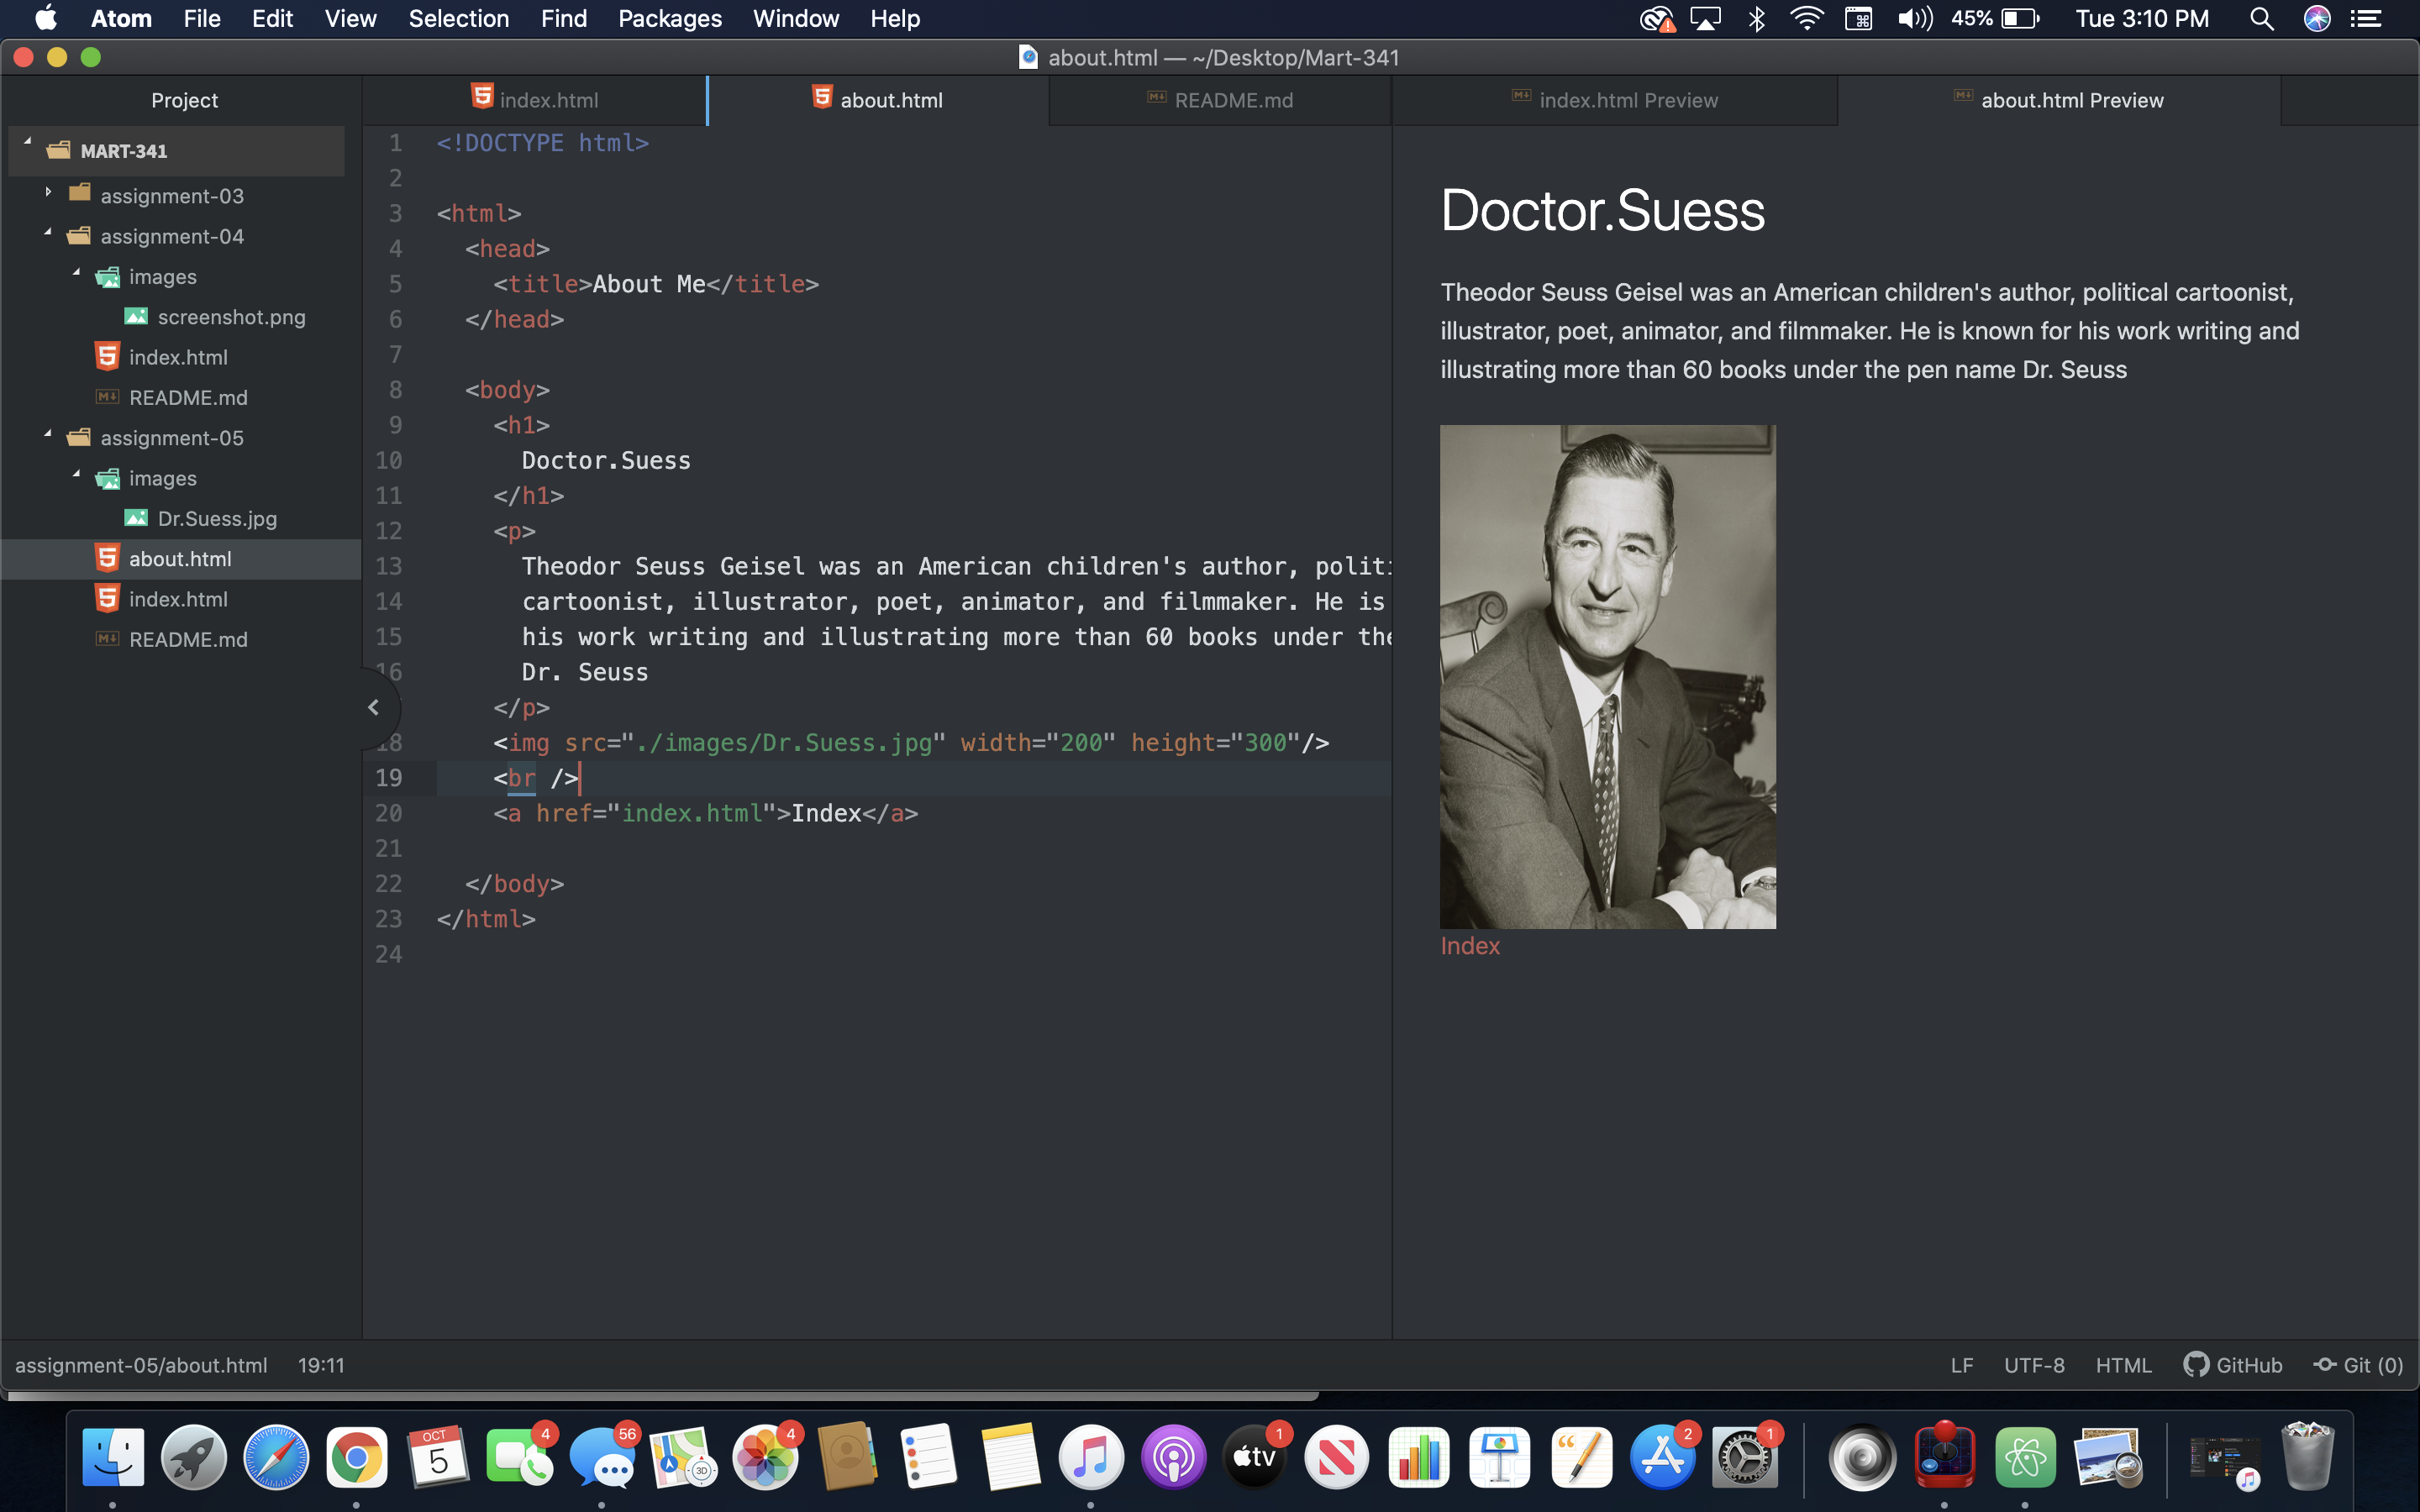 Atom File Edit View Selection Find Packages Window Help 45% Tue 3:10 PM
about.html — ~/Desktop/Mart-341
Project
MART-341
assignment-03
assignment-04
images
screenshot.png
index.html
README.md
assignment-05
images
Dr.Suess.jpg
about.html
index.html
README.md
index.html about.html README.md
1 <!DOCTYPE html>
2
3 <html>
4 <head>
5 <title>About Me</title>
6 </head>
7
8 <body>
9 <h1>
10 Doctor.Suess
11 </h1>
12 <p>
13 Theodor Seuss Geisel was an American children's author, politi
14 cartoonist, illustrator, poet, animator, and filmmaker. He is
15 his work writing and illustrating more than 60 books under the
16 Dr. Seuss
</p>
18 <img src="./images/Dr.Suess.jpg" width="200" height="300"/>
19 <br />
20 <a href="index.html">Index</a>
21
22 </body>
23 </html>
24
index.html Preview about.html Preview
Doctor.Suess
Theodor Seuss Geisel was an American children's author, political cartoonist,
illustrator, poet, animator, and filmmaker. He is known for his work writing and
illustrating more than 60 books under the pen name Dr. Seuss
Index
assignment-05/about.html 19:11 LF UTF-8 HTML GitHub Git (0)
OCT
5
4
56
3D
4
tv
1
2
1